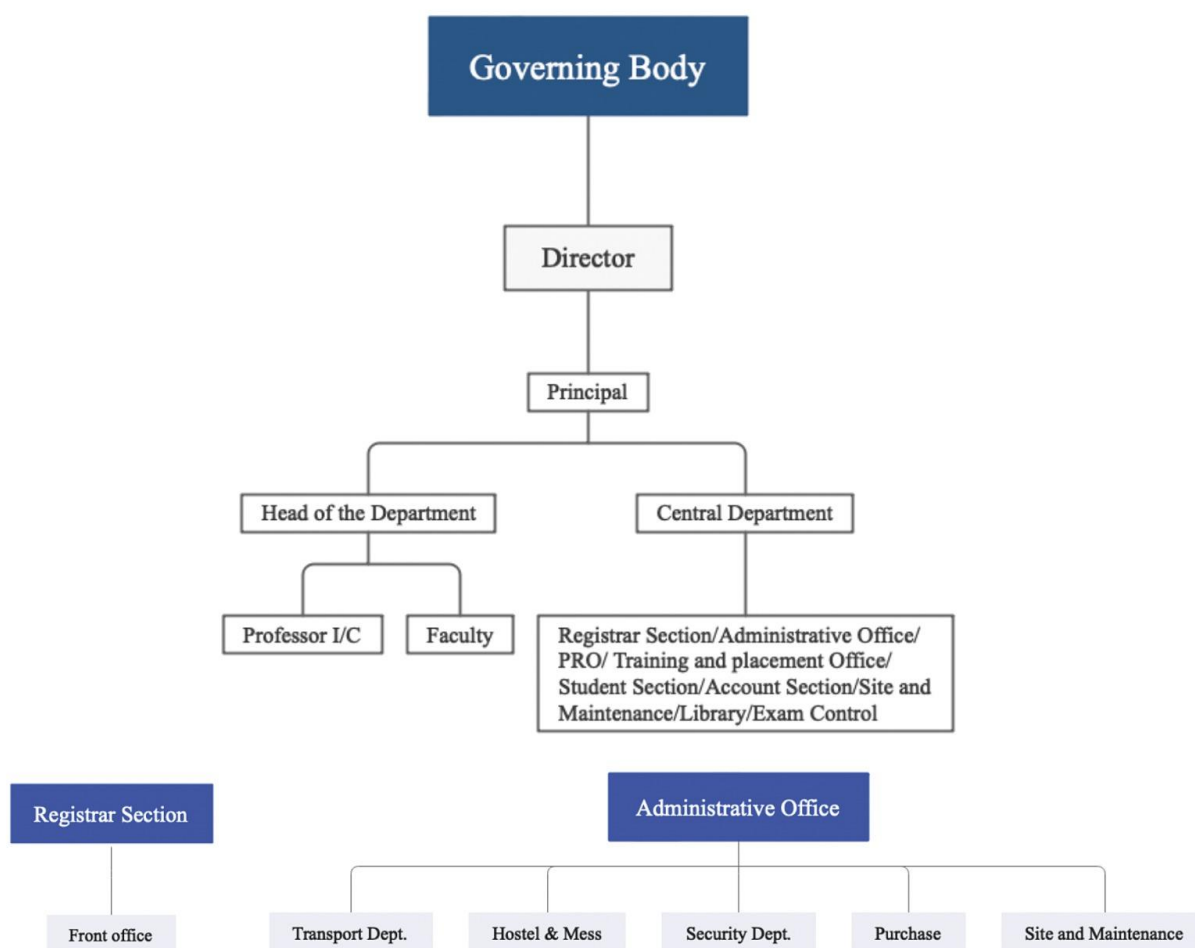 Governing Body
Director
Principal
Head of the Department
Central Department
Professor I/C
Faculty
Registrar Section/Administrative Office/
PRO/ Training and placement Office/
Student Section/Account Section/Site and
Maintenance/Library/Exam Control
Registrar Section
Administrative Office
Front office
Transport Dept.
Hostel & Mess
Security Dept.
Purchase
Site and Maintenance